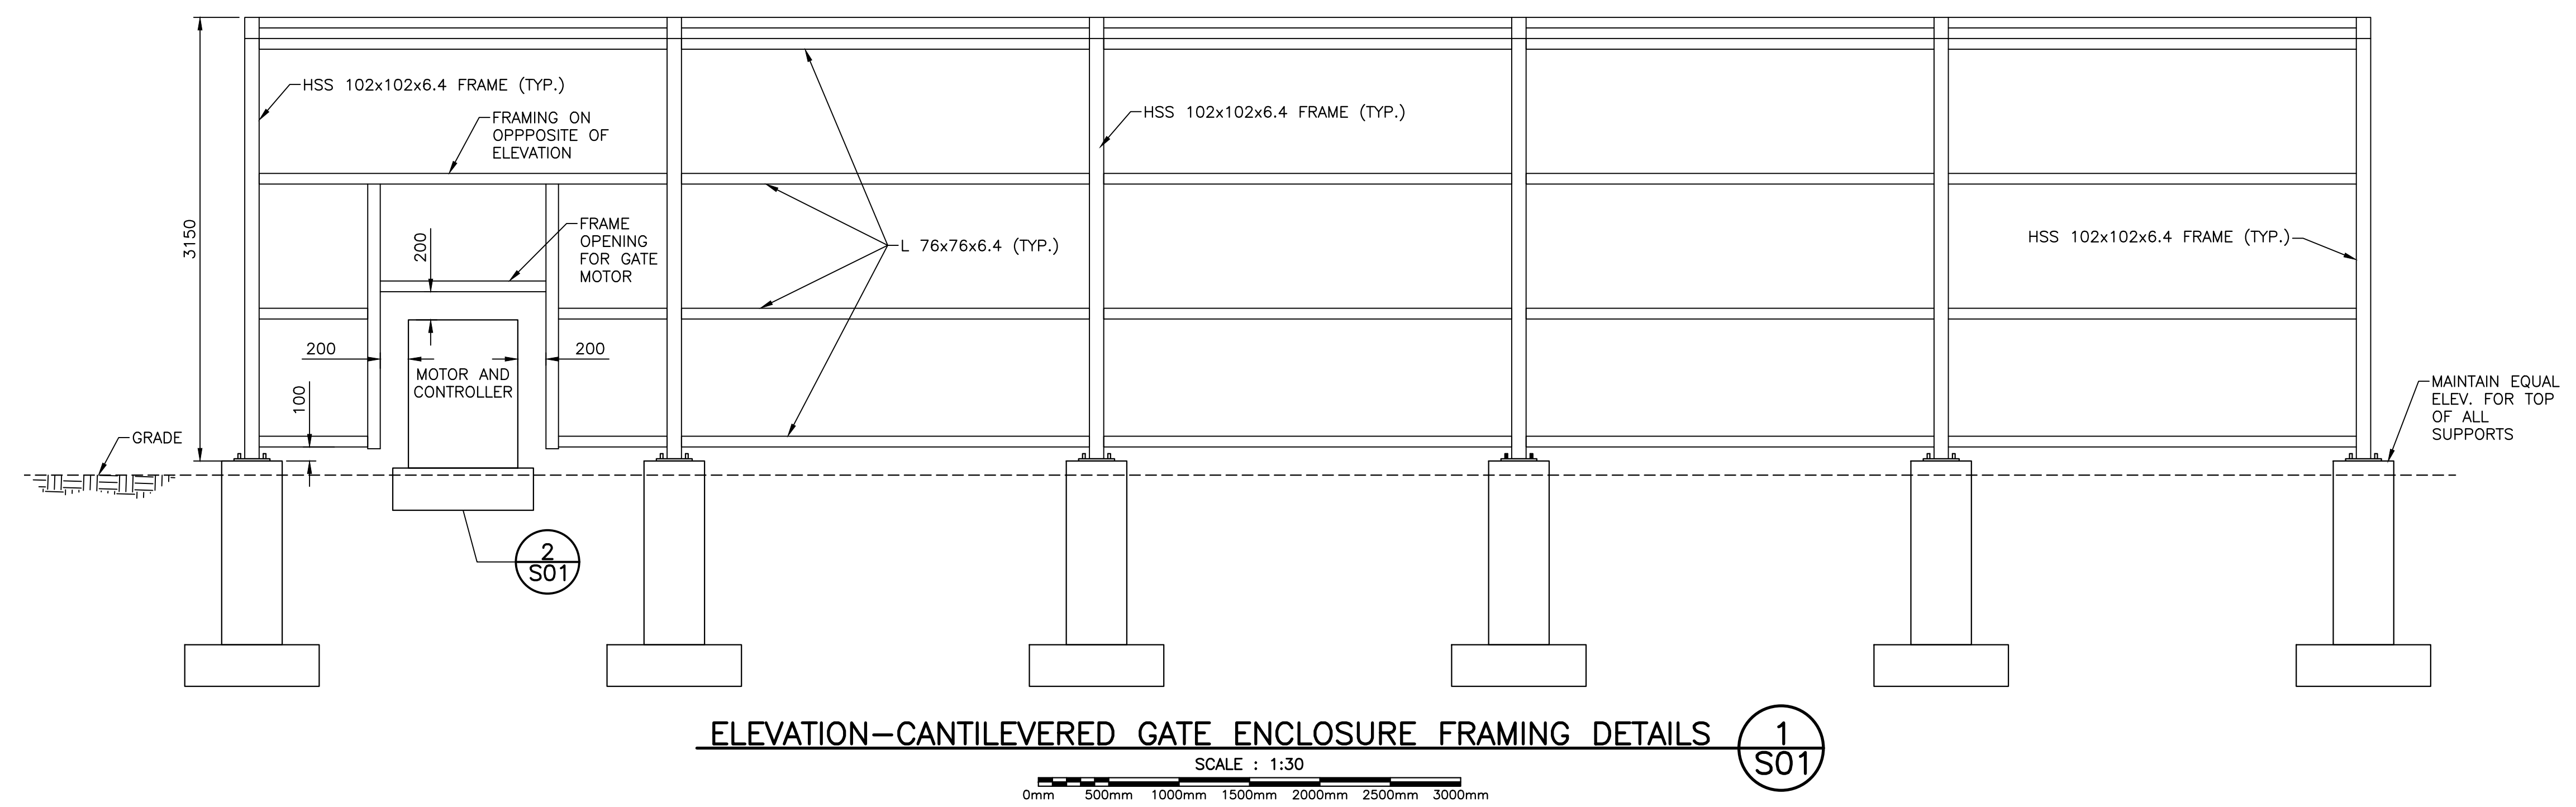 HSS 102x102x6.4 FRAME (TYP.)
FRAMING ON
OPPPOSITE OF
ELEVATION
HSS 102x102x6.4 FRAME (TYP.)
3150
200
FRAME
OPENING
FOR GATE
MOTOR
L 76x76x6.4 (TYP.)
HSS 102x102x6.4 FRAME (TYP.)
200
200
MOTOR AND
CONTROLLER
100
GRADE
MAINTAIN EQUAL
ELEV. FOR TOP
OF ALL
SUPPORTS
2
S01
ELEVATION-CANTILEVERED GATE ENCLOSURE FRAMING DETAILS
1
S01
SCALE : 1:30
0mm 500mm 1000mm 1500mm 2000mm 2500mm 3000mm